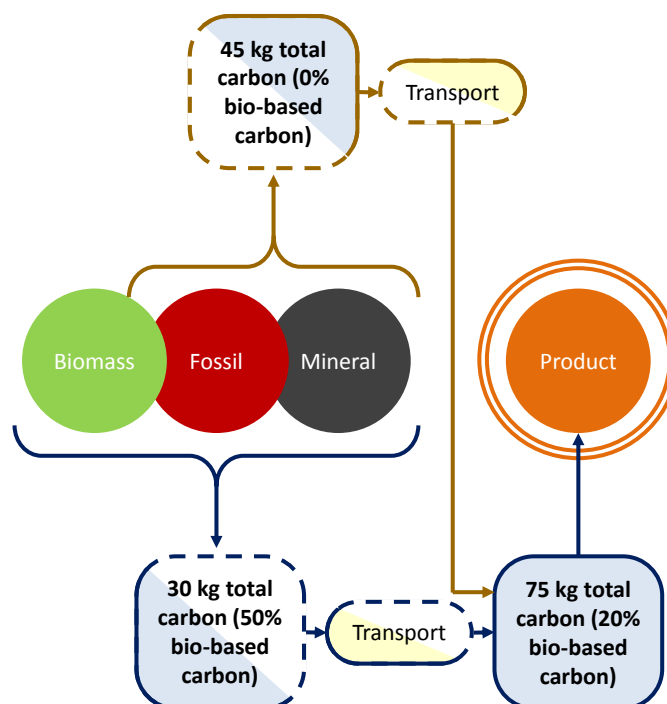 45 kg total
carbon (0%
bio-based
carbon)
Transport
Biomass
Fossil
Mineral
Product
30 kg total
carbon (50%
bio-based
carbon)
Transport
75 kg total
carbon (20%
bio-based
carbon)